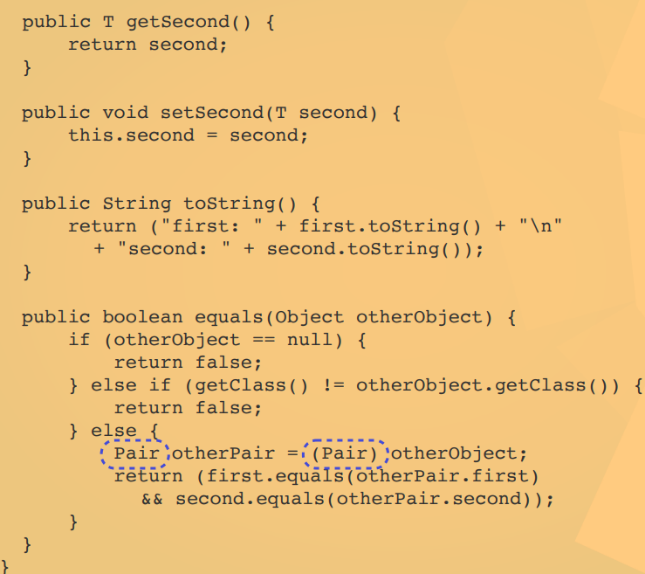 public T getSecond() {
return second;
}
public void setSecond(T second) {
this.second = second;
}
public String toString() {
return ("first: " + first.toString() + "\n"
+ "second: " + second.toString());
}
public boolean equals(Object otherObject) {
if (otherObject == null) {
return false;
} else if (getClass() != otherObject.getClass()) {
return false;
} else {
Pair otherPair = (Pair) otherObject;
return (first.equals(otherPair.first)
&& second.equals(otherPair.second));
}
}
}